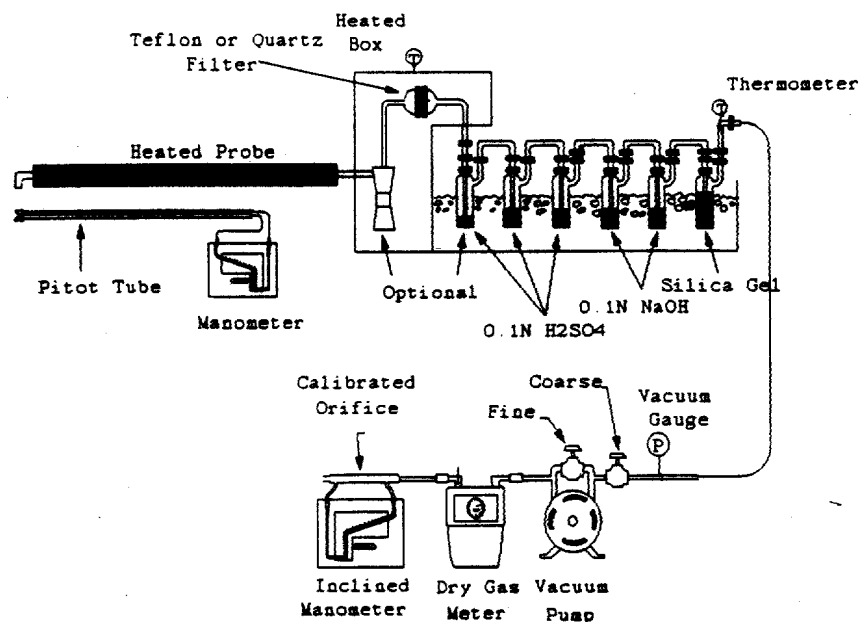 Heated
Box
Teflon or Quartz
Filter
T
T
Thermometer
Heated Probe
Pitot Tube
Manometer
Optional
Silica Gel
0.1N NaOH
0.1N H2SO4
Calibrated
Orifice
Coarse
Fine
Vacuum
Gauge
P
Inclined
Manometer
Dry Gas
Meter
Vacuum
Pump